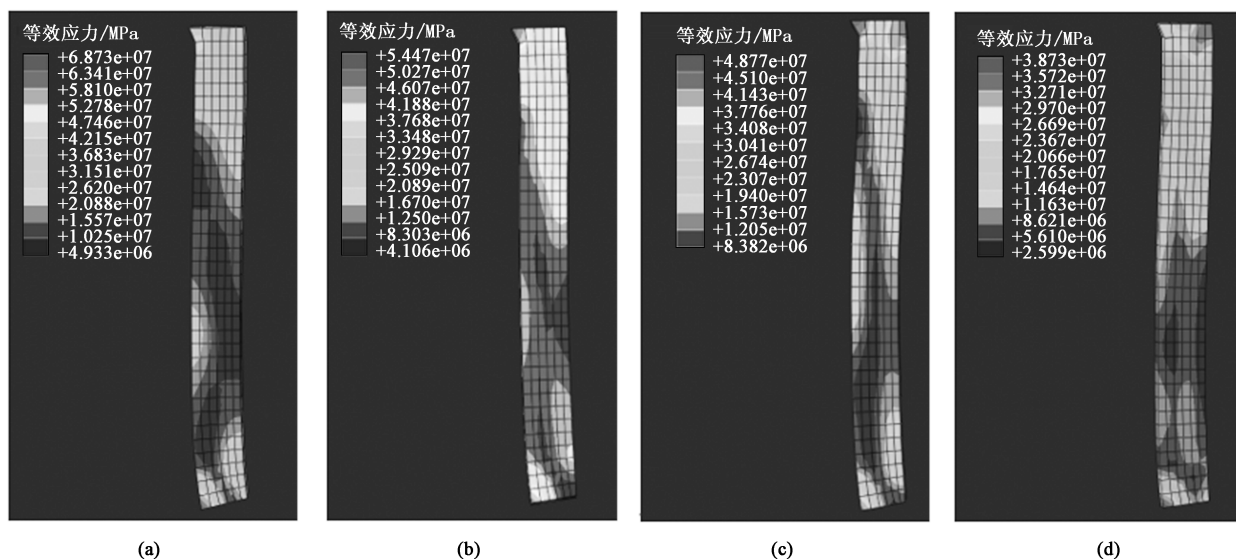 等效应力/MPa
+6.873e+07
+6.341e+07
+5.810e+07
+5.278e+07
+4.746e+07
+4.215e+07
+3.683e+07
+3.151e+07
+2.620e+07
+2.088e+07
+1.557e+07
+1.025e+07
+4.933e+06
(a)
等效应力/MPa
+5.447e+07
+5.027e+07
+4.607e+07
+4.188e+07
+3.768e+07
+3.348e+07
+2.929e+07
+2.509e+07
+2.089e+07
+1.670e+07
+1.250e+07
+8.303e+06
+4.106e+06
(b)
等效应力/MPa
+4.877e+07
+4.510e+07
+4.143e+07
+3.776e+07
+3.408e+07
+3.041e+07
+2.674e+07
+2.307e+07
+1.940e+07
+1.573e+07
+1.205e+07
+8.382e+06
(c)
等效应力/MPa
+3.873e+07
+3.572e+07
+3.271e+07
+2.970e+07
+2.669e+07
+2.367e+07
+2.066e+07
+1.765e+07
+1.464e+07
+1.163e+07
+8.621e+06
+5.610e+06
+2.599e+06
(d)